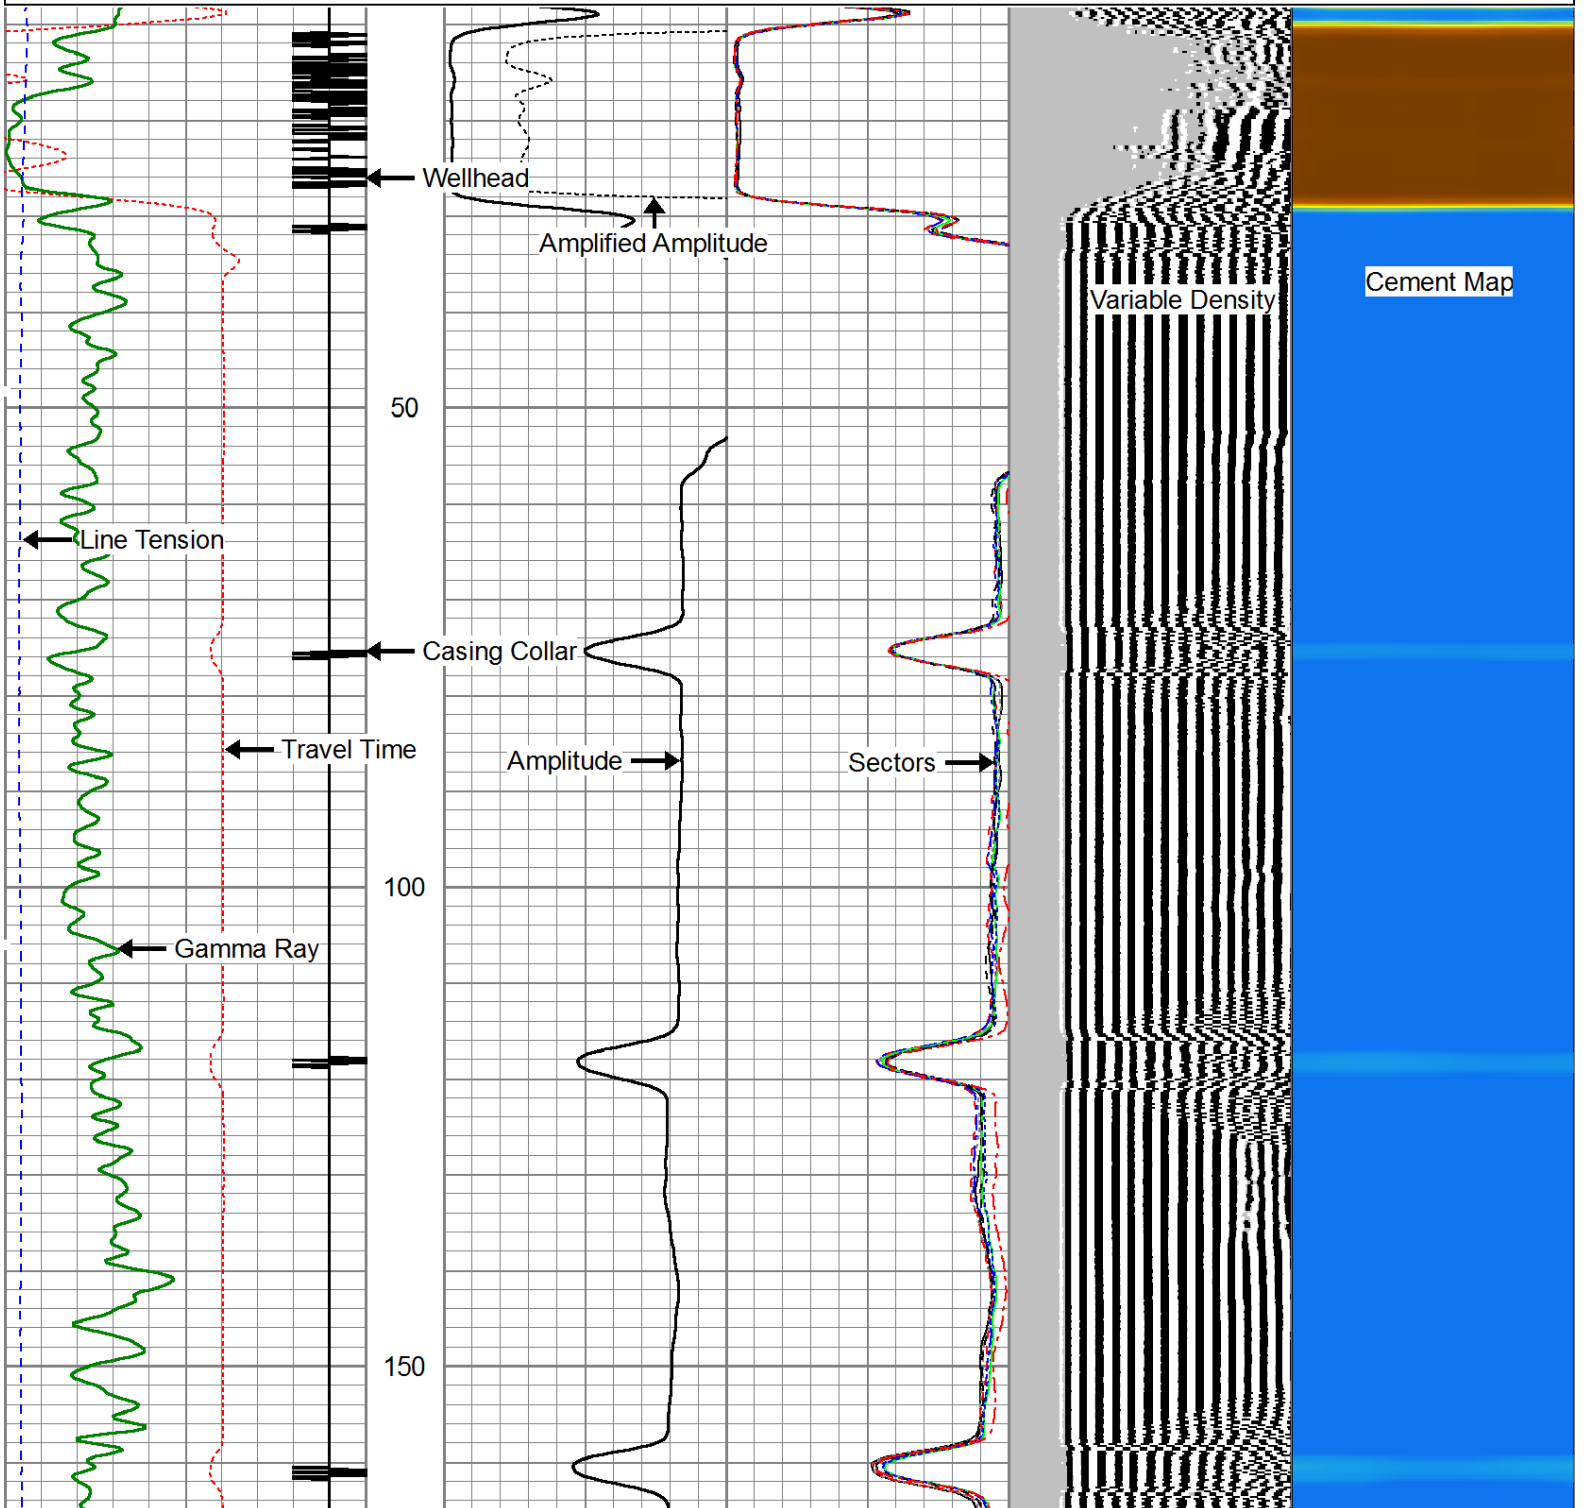 Wellhead
Amplified Amplitude
Cement Map
Variable Density
50
Line Tension
Casing Collar
Travel Time
Amplitude
Sectors
100
Gamma Ray
150